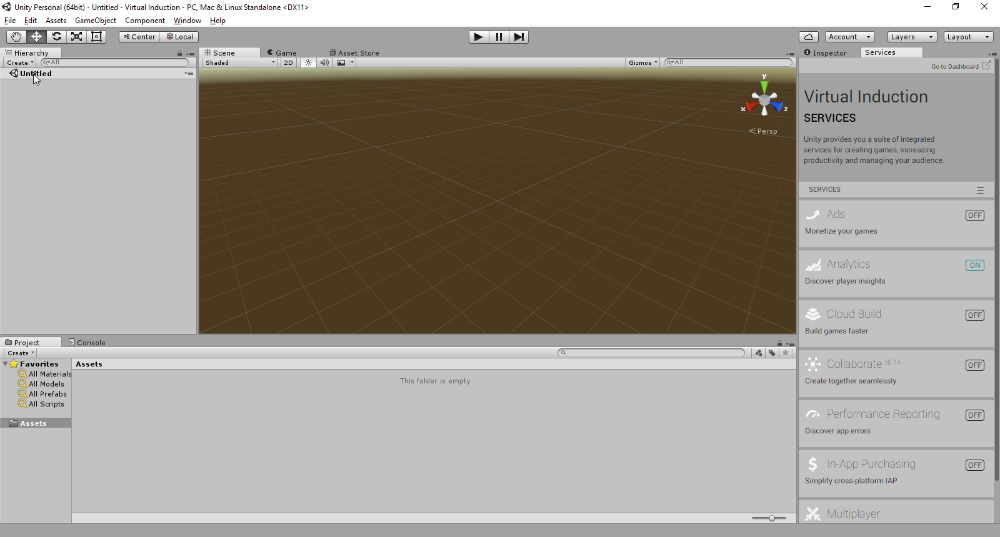 Unity Personal (64bit) - Untitled - Virtual Induction - PC, Mac & Linux Standalone <DX11>
File Edit Assets GameObject Component Window Help
Center Local Account Layers Layout
Hierarchy
Create All
Untitled
Scene Game Asset Store
Shaded 2D Gizmos All
y
x z
Persp
Inspector Services
Go to Dashboard
Virtual Induction
SERVICES
Unity provides you a suite of integrated
services for creating games, increasing
productivity and managing your audience.
SERVICES
Ads OFF
Monetize your games
Analytics ON
Discover player insights
Cloud Build OFF
Build games faster
Collaborate BETA OFF
Create together seamlessly
Performance Reporting OFF
Discover app errors
In-App Purchasing OFF
Simplify cross-platform IAP
Multiplayer
Project Console
Create
Favorites
All Materials
All Models
All Prefabs
All Scripts
Assets
Assets
This folder is empty